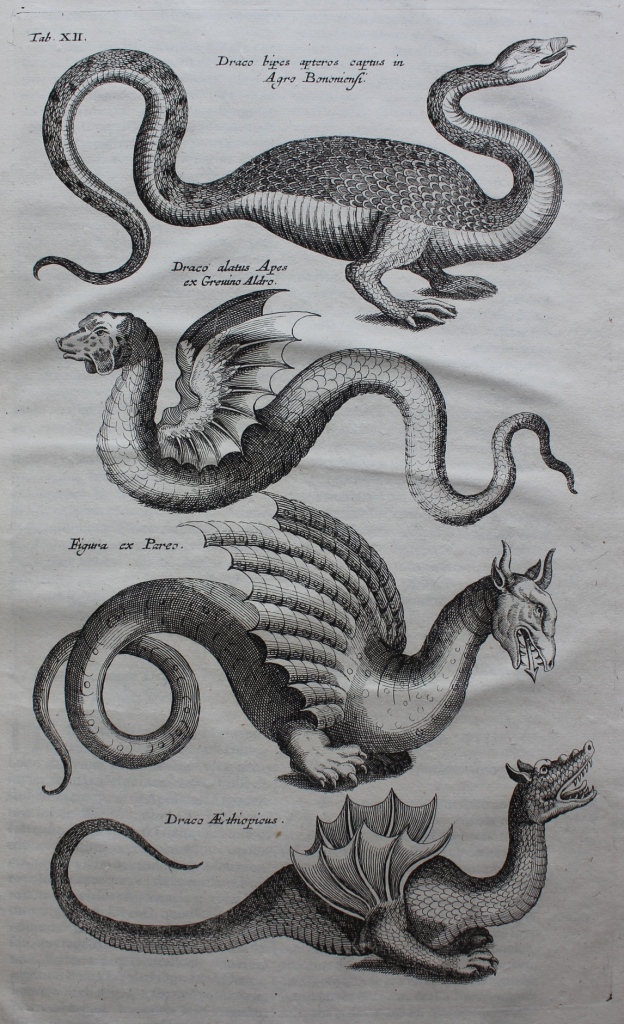 Tab. XII.
Draco bipes apteros captus in
Agro Bononiensi.
Draco alatus Apes
ex Grevino Aldro.
Figura ex Pareo.
Draco Æthiopicus.